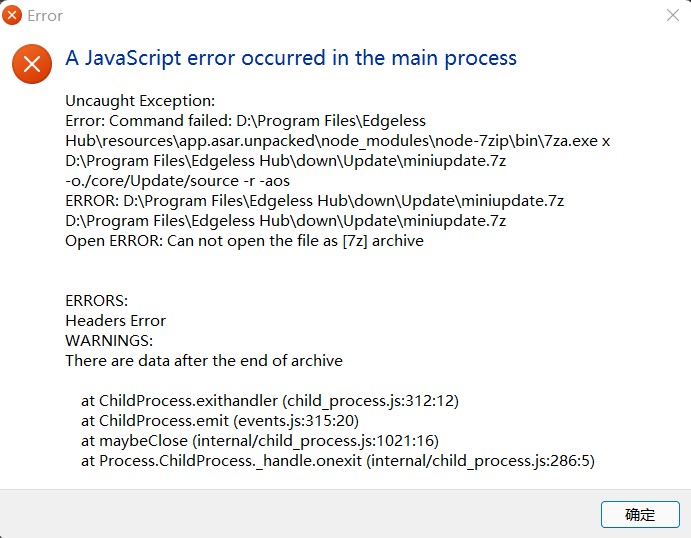 Error
A JavaScript error occurred in the main process
Uncaught Exception:
Error: Command failed: D:\Program Files\Edgeless
Hub\resources\app.asar.unpacked\node_modules\node-7zip\bin\7za.exe x
D:\Program Files\Edgeless Hub\down\Update\miniupdate.7z
-o./core/Update/source -r -aos
ERROR: D:\Program Files\Edgeless Hub\down\Update\miniupdate.7z
D:\Program Files\Edgeless Hub\down\Update\miniupdate.7z
Open ERROR: Can not open the file as [7z] archive
ERRORS:
Headers Error
WARNINGS:
There are data after the end of archive
at ChildProcess.exithandler (child_process.js:312:12)
at ChildProcess.emit (events.js:315:20)
at maybeClose (internal/child_process.js:1021:16)
at Process.ChildProcess._handle.onexit (internal/child_process.js:286:5)
确定